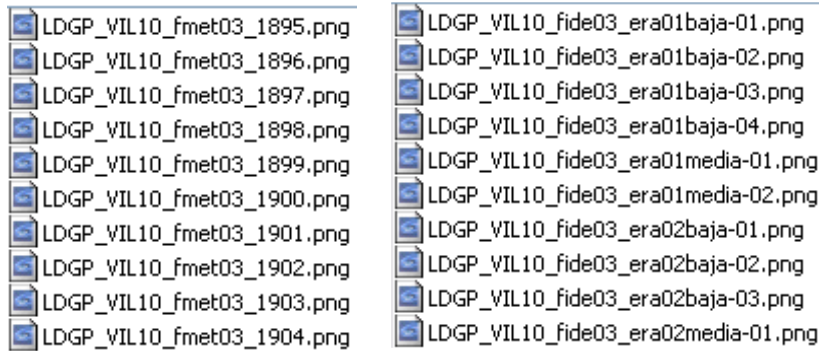 LDGP_VIL10_fmet03_1895.png
LDGP_VIL10_fmet03_1896.png
LDGP_VIL10_fmet03_1897.png
LDGP_VIL10_fmet03_1898.png
LDGP_VIL10_fmet03_1899.png
LDGP_VIL10_fmet03_1900.png
LDGP_VIL10_fmet03_1901.png
LDGP_VIL10_fmet03_1902.png
LDGP_VIL10_fmet03_1903.png
LDGP_VIL10_fmet03_1904.png
LDGP_VIL10_fide03_era01baja-01.png
LDGP_VIL10_fide03_era01baja-02.png
LDGP_VIL10_fide03_era01baja-03.png
LDGP_VIL10_fide03_era01baja-04.png
LDGP_VIL10_fide03_era01media-01.png
LDGP_VIL10_fide03_era01media-02.png
LDGP_VIL10_fide03_era02baja-01.png
LDGP_VIL10_fide03_era02baja-02.png
LDGP_VIL10_fide03_era02baja-03.png
LDGP_VIL10_fide03_era02media-01.png